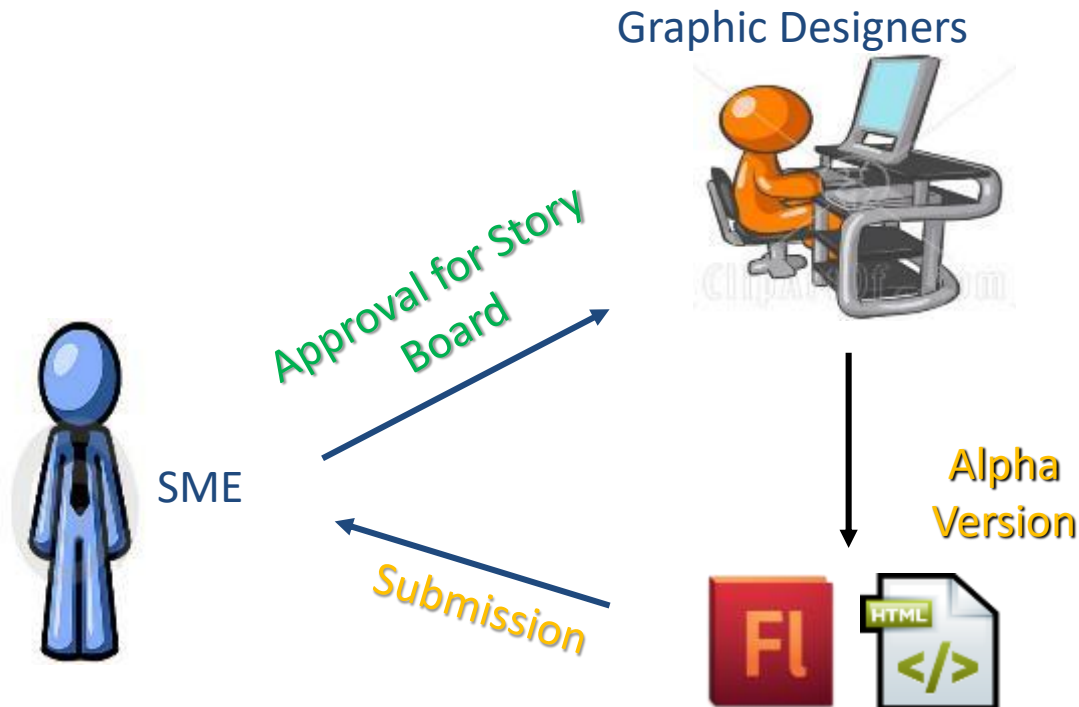 Graphic Designers
Approval for Story
Board
SME
Alpha
Version
Submission
Fl
HTML
</>